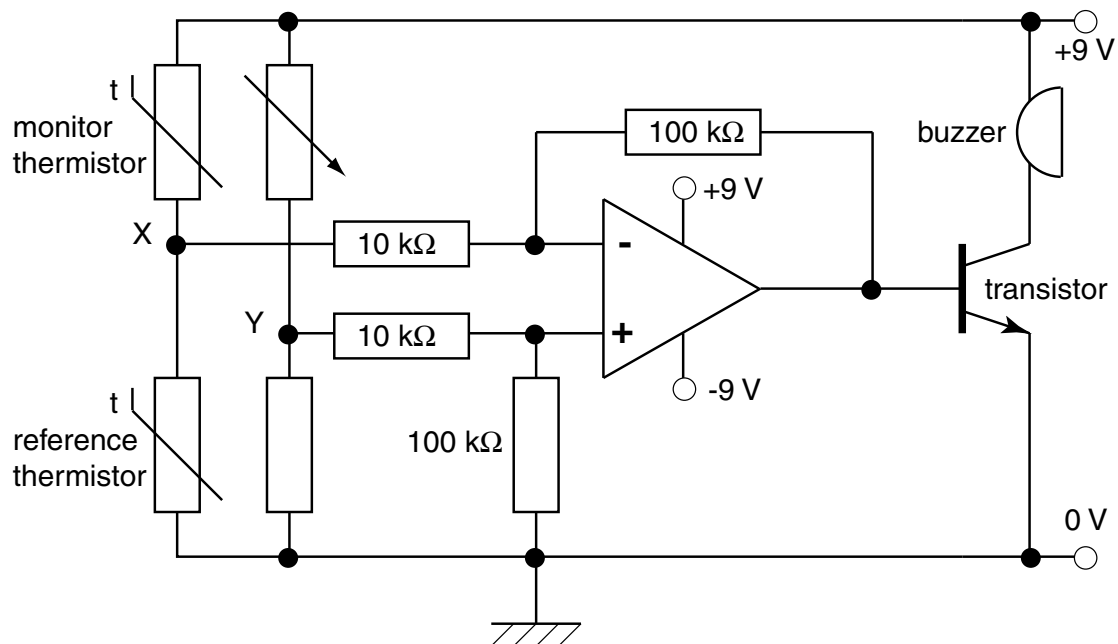 +9 V
t
monitor
thermistor
100 kΩ
buzzer
+9 V
X
10 kΩ
-
transistor
Y
10 kΩ
+
-9 V
t
reference
thermistor
100 kΩ
0 V